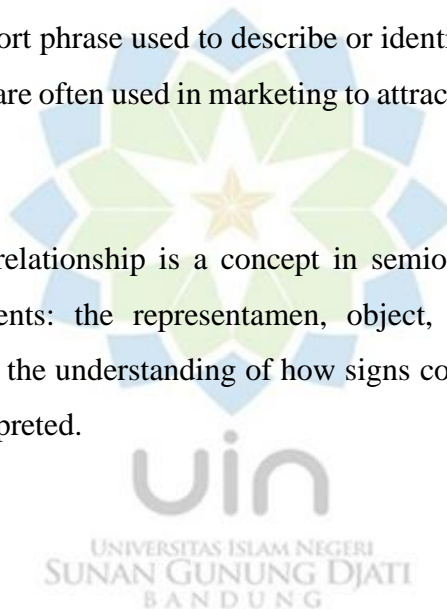 ort phrase used to describe or identi
are often used in marketing to attrac
relationship is a concept in semio
ents: the representamen, object,
the understanding of how signs co
preted.
uin
UNIVERSITAS ISLAM NEGERI
SUNAN GUNUNG DJATI
BANDUNG